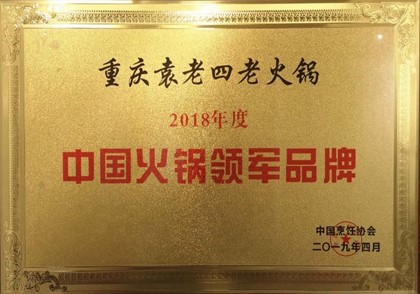 重庆袁老四老火锅
2018年度
中国火锅领军品牌
中国烹饪协会
二〇一九年四月